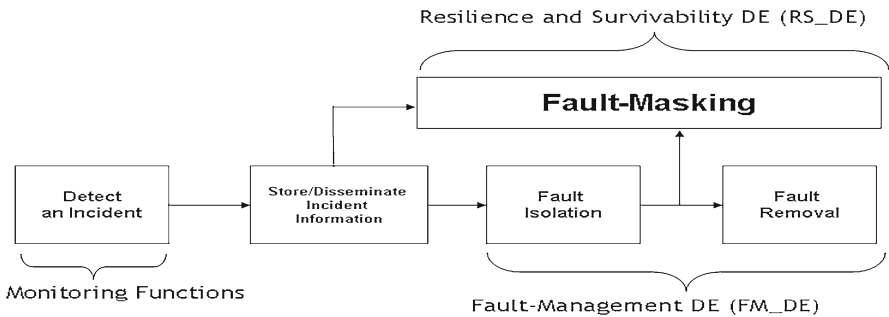 Resilience and Survivability DE (RS_DE)
Fault-Masking
Detect
an Incident
Store/Disseminate
Incident
Information
Fault
Isolation
Fault
Removal
Monitoring Functions
Fault-Management DE (FM_DE)